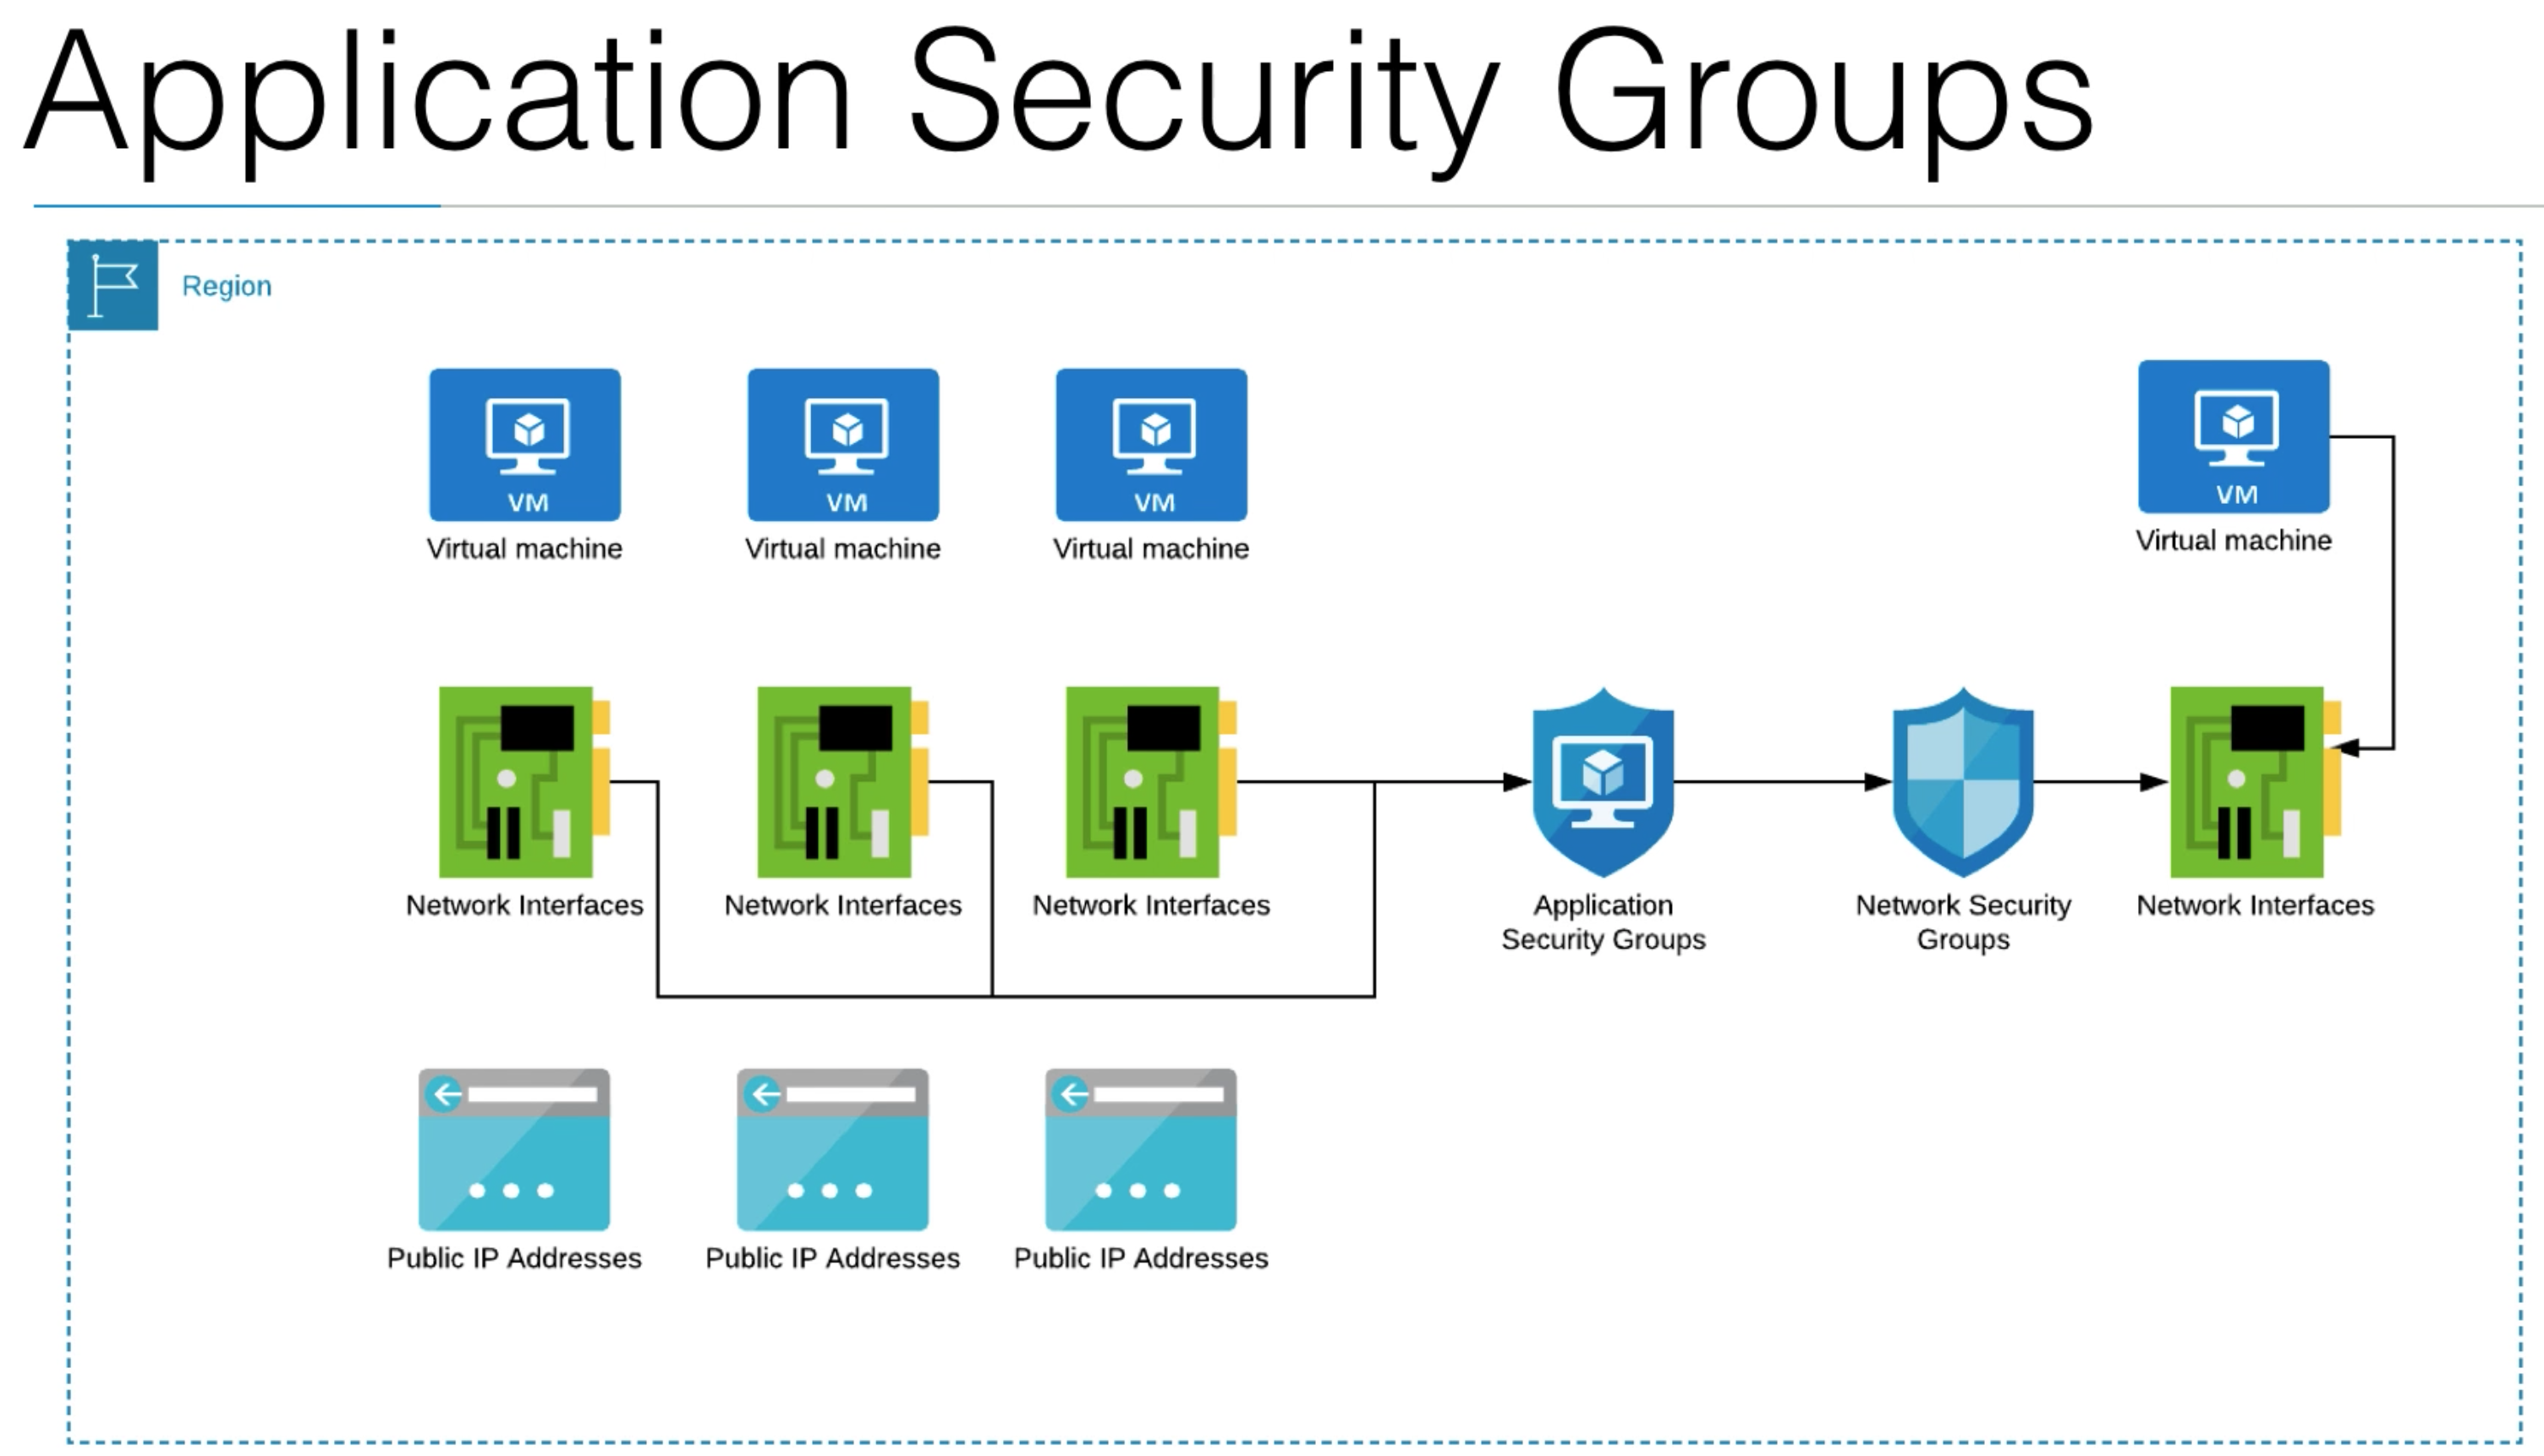 Application Security Groups
Region
VM
VM
VM
VM
Virtual machine
Virtual machine
Virtual machine
Virtual machine
Network Interfaces
Network Interfaces
Network Interfaces
Application
Security Groups
Network Security
Groups
Network Interfaces
Public IP Addresses
Public IP Addresses
Public IP Addresses